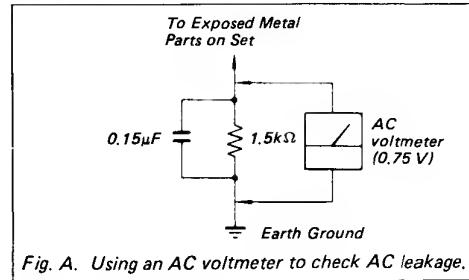 To Exposed Metal
Parts on Set
0.15µF
1.5kΩ
AC
voltmeter
(0.75 V)
Earth Ground
Fig. A. Using an AC voltmeter to check AC leakage.